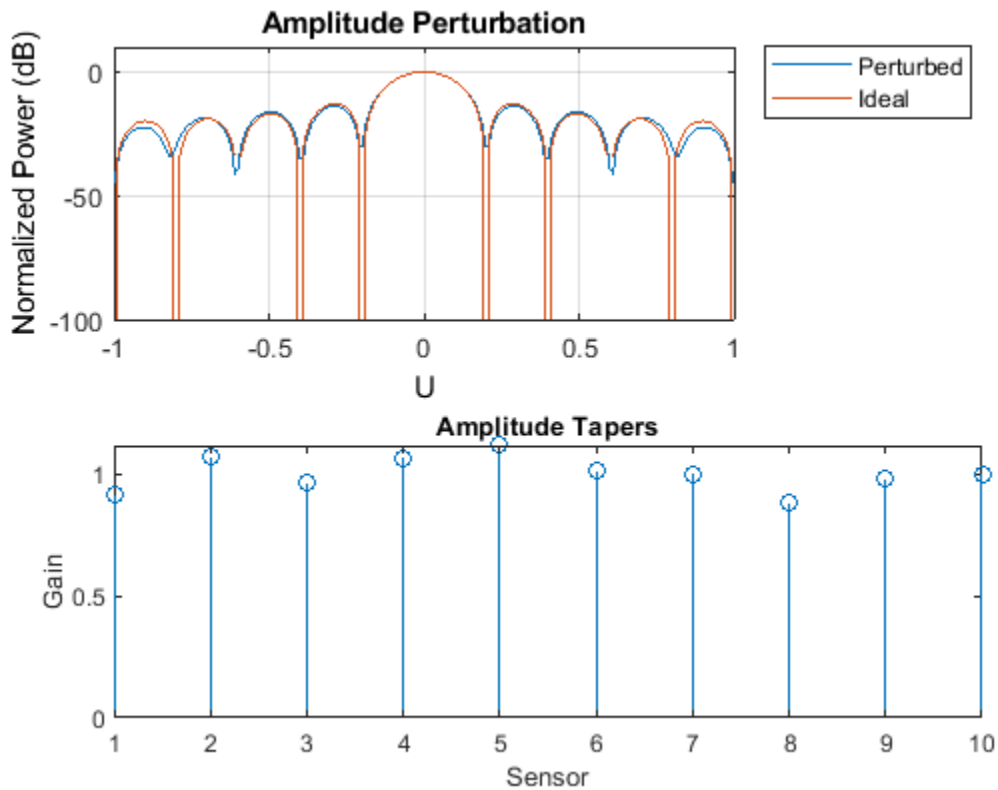 Amplitude Perturbation
Normalized Power (dB)
0
-50
-100
-1
-0.5
0
0.5
1
U
Perturbed
Ideal
Amplitude Tapers
Gain
1
0.5
0
1
2
3
4
5
6
7
8
9
10
Sensor